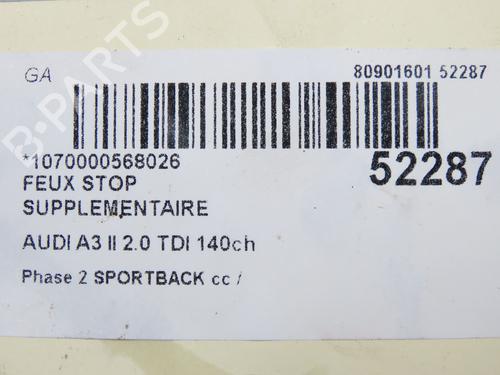 GA
80901601 52287
*1070000568026
52287
FEUX STOP
SUPPLEMENTAIRE
AUDI A3 II 2.0 TDI 140ch
Phase 2 SPORTBACK cc /
B-PARTS